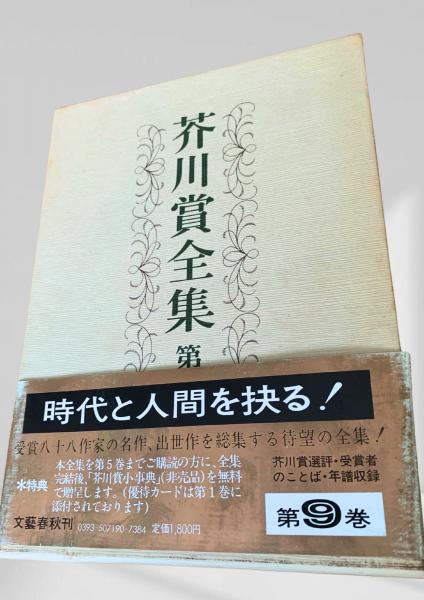 芥川賞全集 第
時代と人間を抉る!
受賞八十八作家の名作、出世作を総集する待望の全集!
*特典
本全集を第5巻までご購読の方に、全集
完結後、「芥川賞小事典」(非売品)を無料
で贈呈します。(優待カードは第1巻に
添付されております)
芥川賞選評・受賞者
のことば・年譜収録
文藝春秋刊 0393-507190-7384 定価1,800円
第9巻